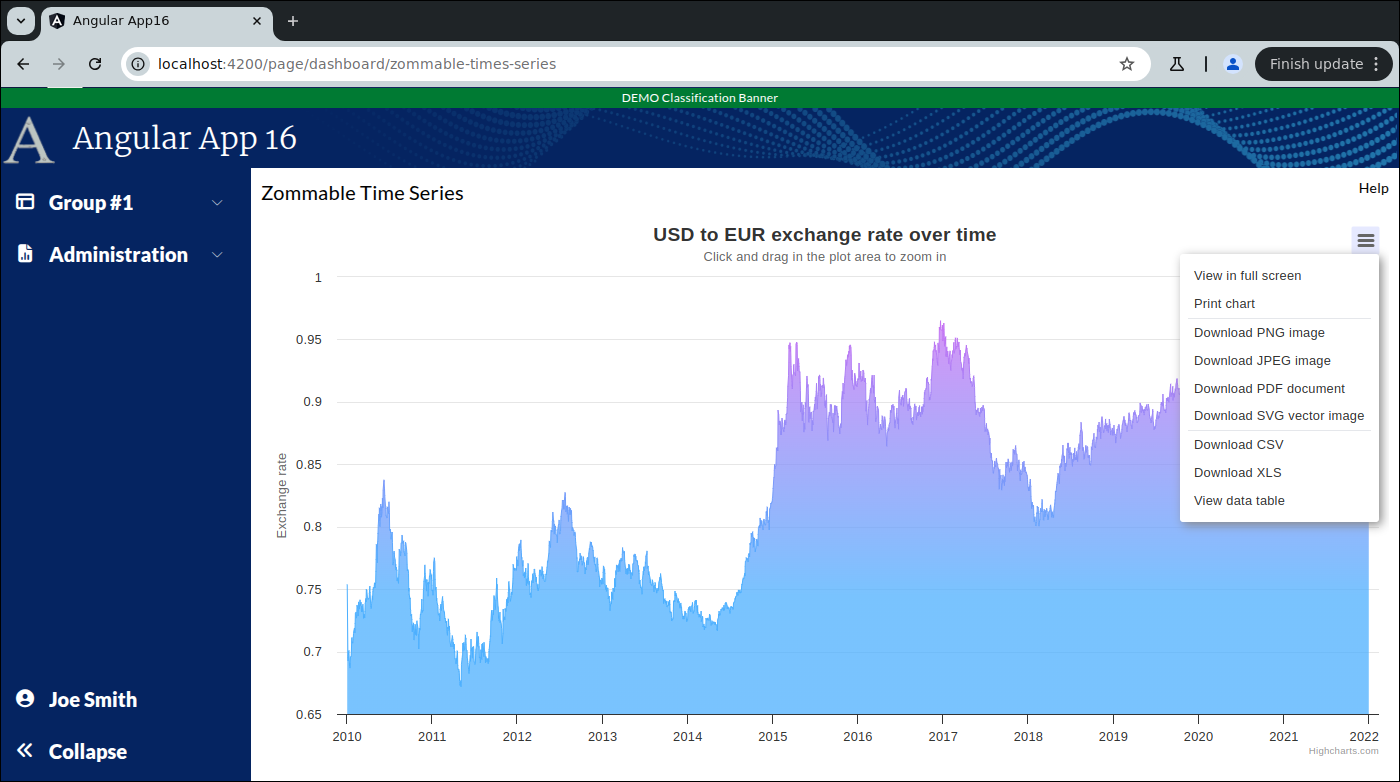 Angular App16
localhost:4200/page/dashboard/zommable-times-series
Finish update
DEMO Classification Banner
A
Angular App 16
Group #1
Administration
Joe Smith
Collapse
Zommable Time Series
Help
USD to EUR exchange rate over time
Click and drag in the plot area to zoom in
View in full screen
Print chart
Download PNG image
Download JPEG image
Download PDF document
Download SVG vector image
Download CSV
Download XLS
View data table
Exchange rate
1
0.95
0.9
0.85
0.8
0.75
0.7
0.65
2010 2011 2012 2013 2014 2015 2016 2017 2018 2019 2020 2021 2022
Highcharts.com